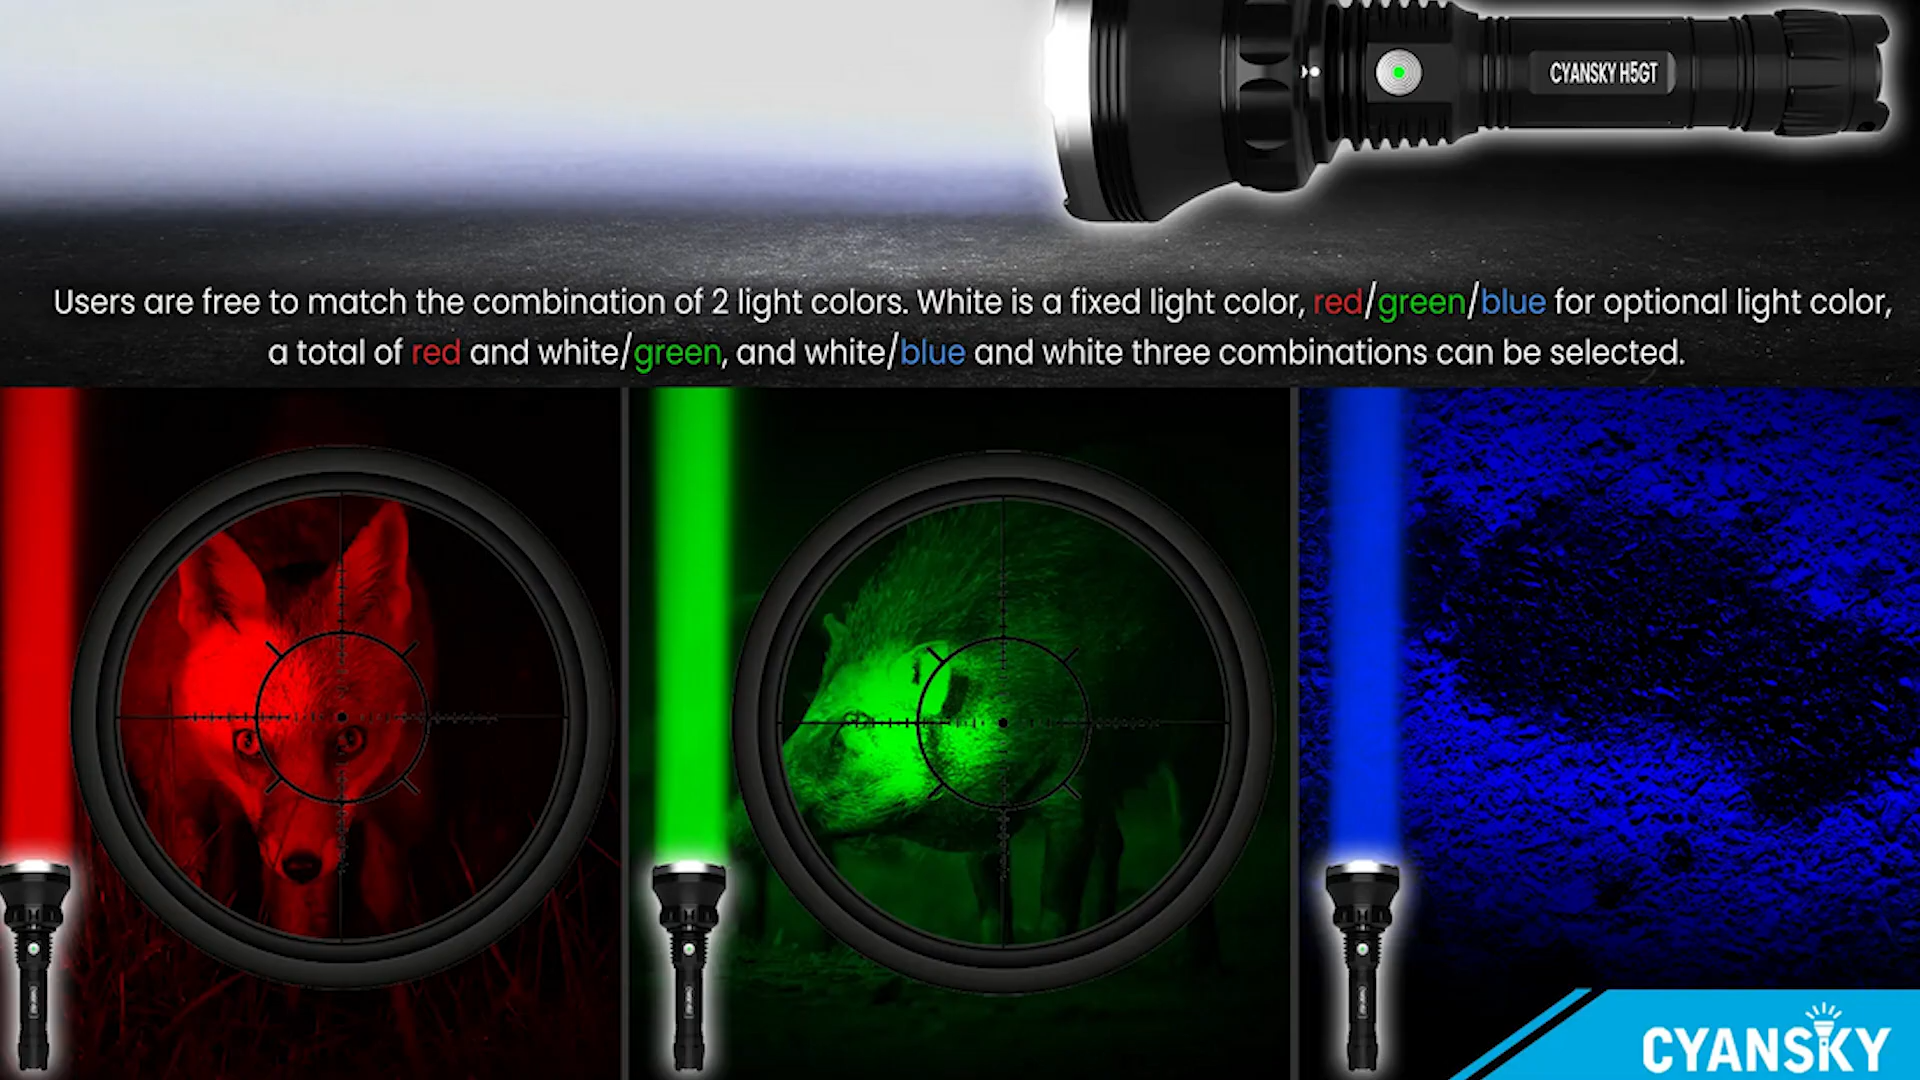 CYANSKY H5GT
Users are free to match the combination of 2 light colors. White is a fixed light color, red/green/blue for optional light color,
a total of red and white/green, and white/blue and white three combinations can be selected.
CYANSKY